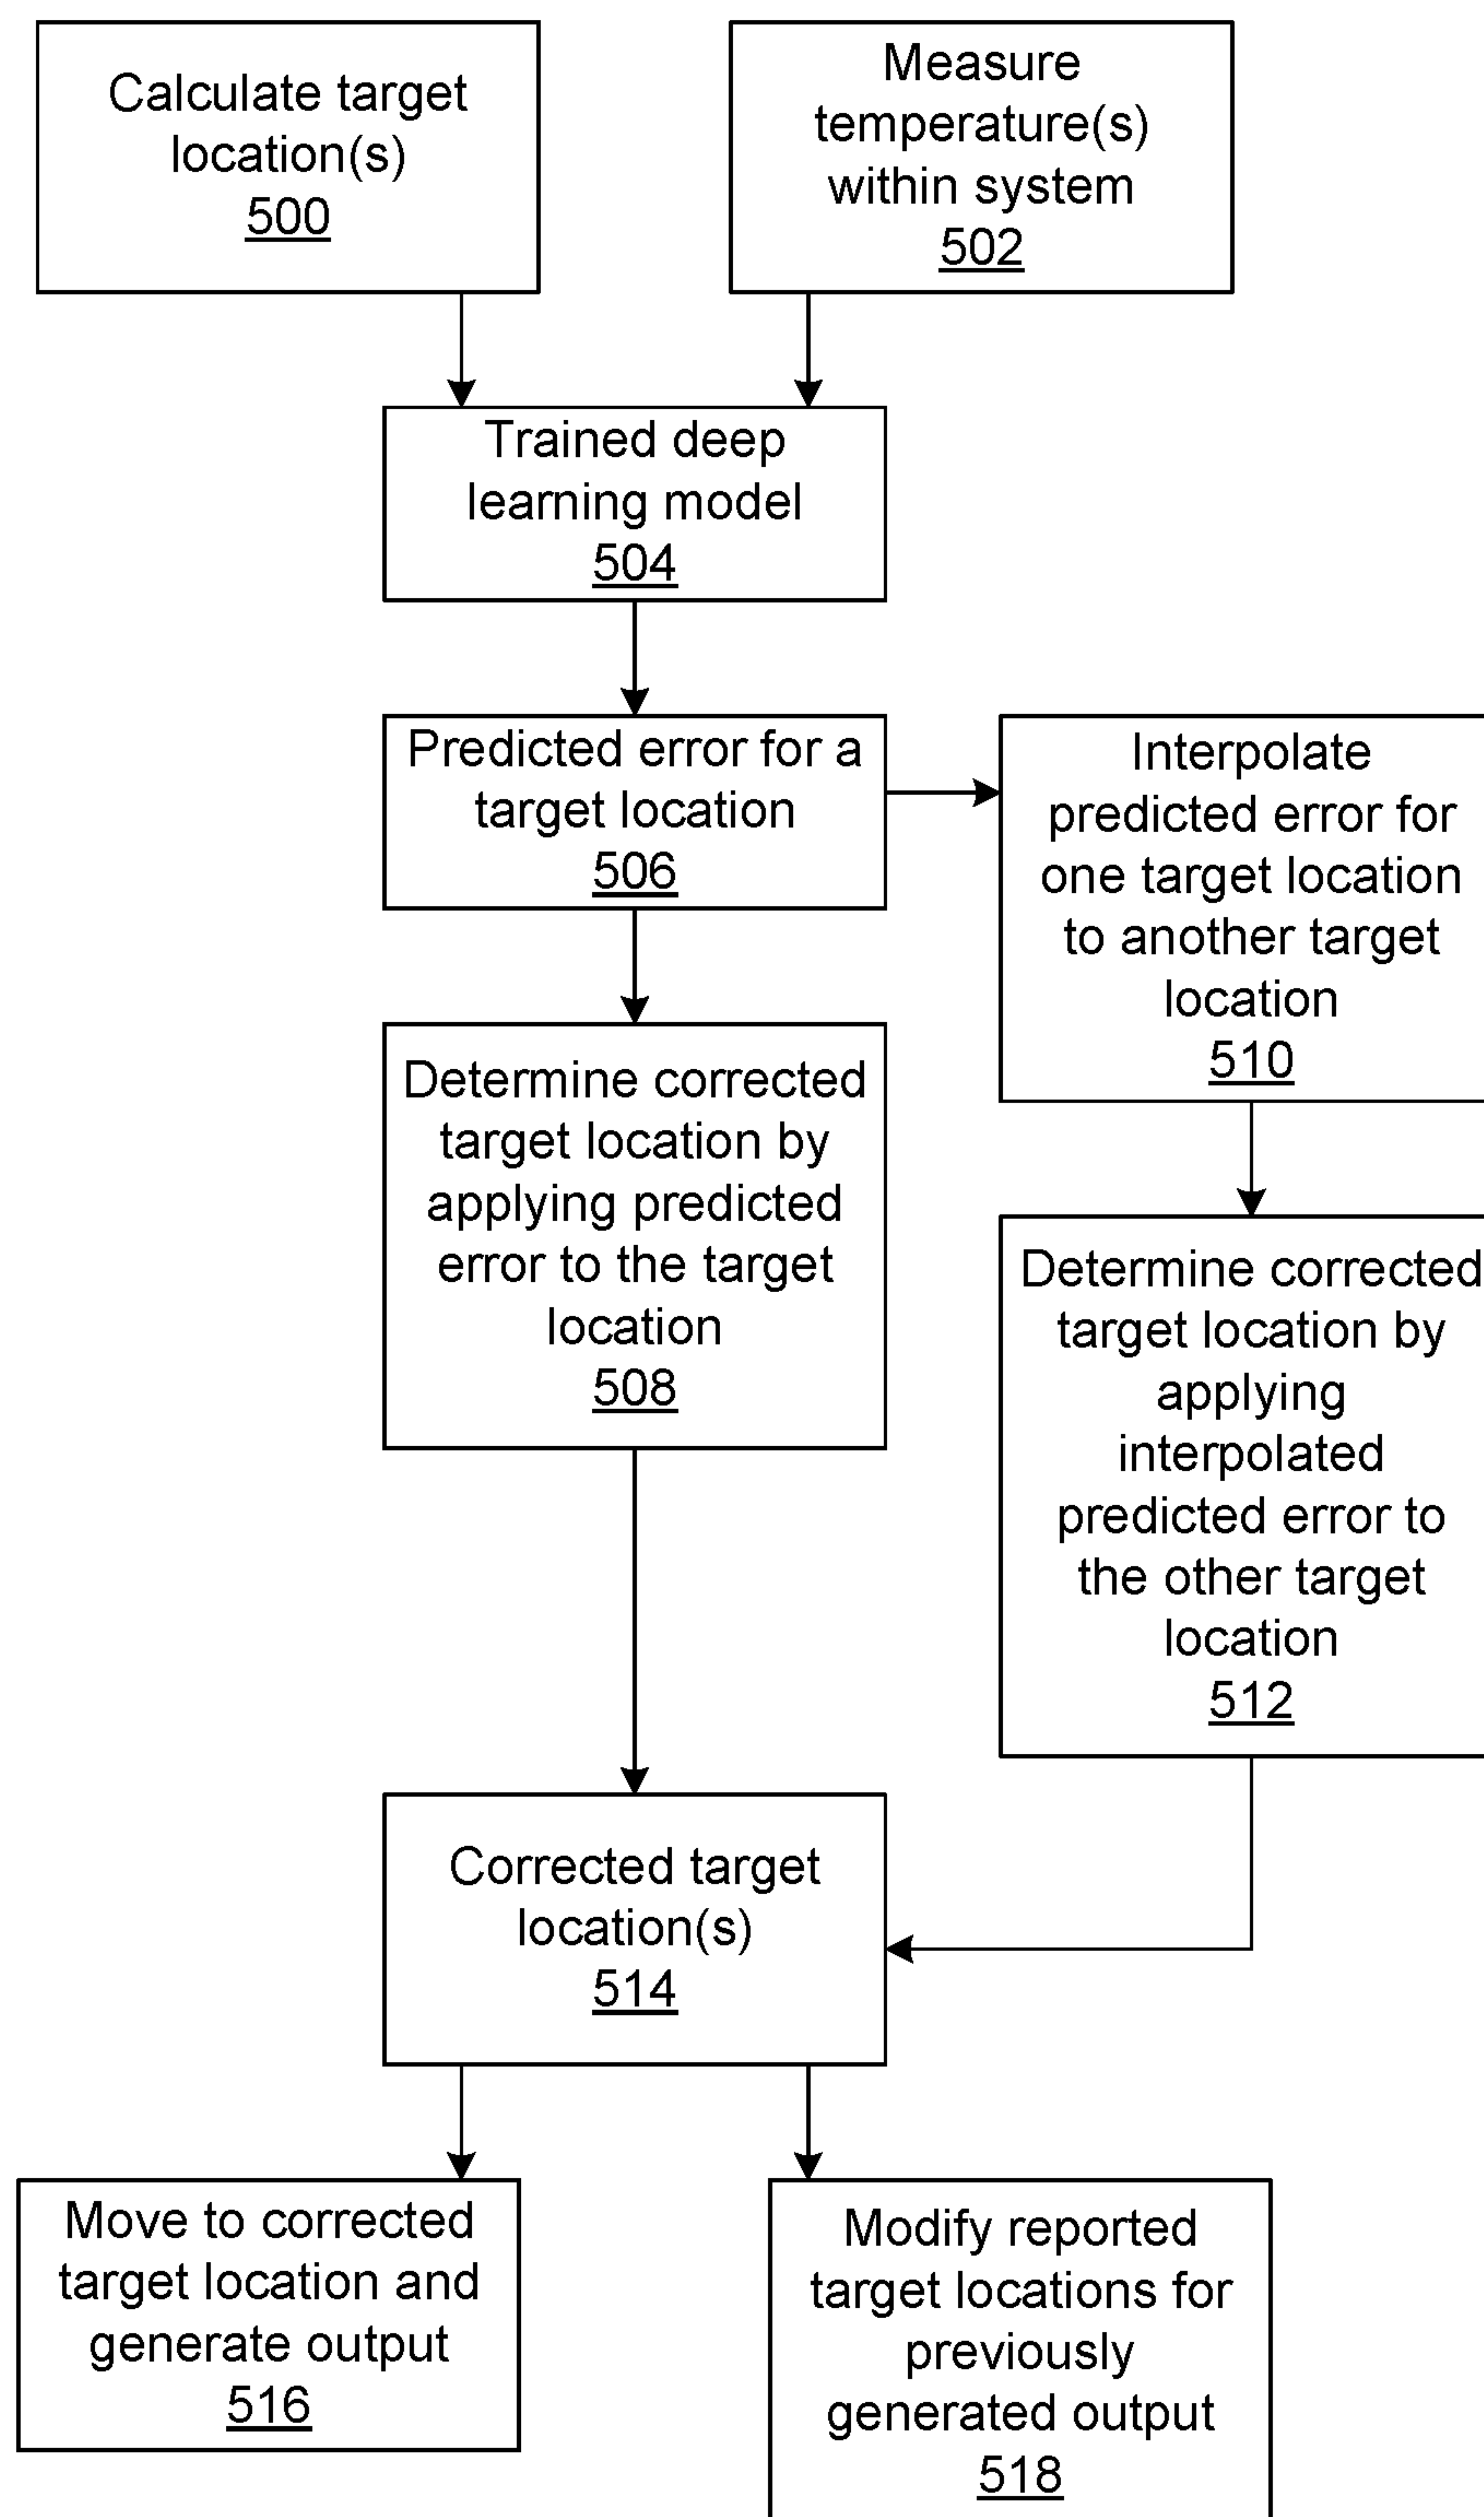 Calculate target
location(s)
500
Measure
temperature(s)
within system
502
Trained deep
learning model
504
Predicted error for a
target location
506
Interpolate
predicted error for
one target location
to another target
location
510
Determine corrected
target location by
applying predicted
error to the target
location
508
Determine corrected
target location by
applying
interpolated
predicted error to
the other target
location
512
Corrected target
location(s)
514
Move to corrected
target location and
generate output
516
Modify reported
target locations for
previously
generated output
518